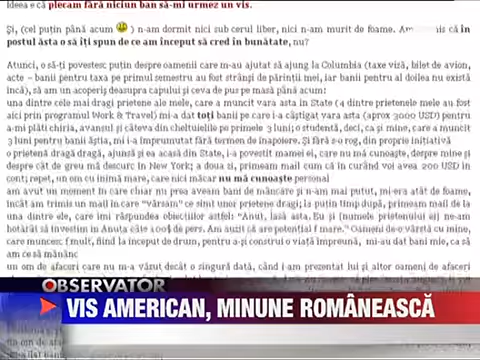 Ideea e că plecam fără niciun ban să-mi urmez un vis.
Şi, (cel puţin până acum ) n-am dormit nici sub cerul liber, nici n-am murit de foame. că în
postul ăsta o să îţi spun de ce am început să cred în bunătate, nu?
Atunci, o să-ţi povestesc puţin despre oamenii care m-au ajutat să ajung la Columbia (taxe viză, bilet de avion,
acte – banii pentru taxa pe primul semestru au fost strânşi de părinţii mei, iar banii pentru al doilea nu există
încă), să am un acoperiş deasupra capului şi ceva de pus pe masă până acum:
una dintre cele mai dragi prietene ale mele, care a muncit vara asta în State (4 dintre prietenele mele au fost
aici prin programul Work & Travel) mi-a dat toţi banii pe care i-a câştigat vara asta (aprox 3000 USD) pentru
a-mi plăti chiria, avansul şi câteva din cheltuielile pe primele 3 luni; o studentă, deci, ca şi mine, care a muncit
3 luni pentru banii ăştia, mi i-a împrumutat fără termen de înapoiere. Şi fără s-o rog, din proprie iniţiativă
o prietenă dragă dragă, ajunsă şi ea acasă din State, i-a povestit mamei ei, care nu mă cunoaşte, despre mine şi
despre cât de greu mă descurc în New York; a doua zi, primeam mail cum că în curând voi avea 200 USD în
cont; repet, un om cu inimă mare, care nici măcar nu mă cunoaşte personal
am avut un moment în care chiar nu prea aveam bani de mâncare şi n-am mai putut, mi-era atât de foame,
încât am trimis un mail în care “vărsam” ce simt unor prietene dragi; la puţin timp după, primeam mail de la
una dintre ele, care îmi răspundea obiecţiilor astfel: “Anut, lasă asta. Eu şi [numele prietenului ei] ne-am
hotărât să investim in Anuţa câte 100$ de pers. Am auzit că are potenţial f mare.” Oameni de-o vârstă cu mine,
care muncesc f mult, fiind la început de drum, pentru a-şi construi o viaţă împreună, mi-au dat bani mie, ca să
am ce să mănânc
un om de afaceri care nu m-a văzut decât o singură dată, când i-am prezentat lui şi altor oameni de afaceri
OBSERVATOR
VIS AMERICAN, MINUNE ROMÂNEASCĂ